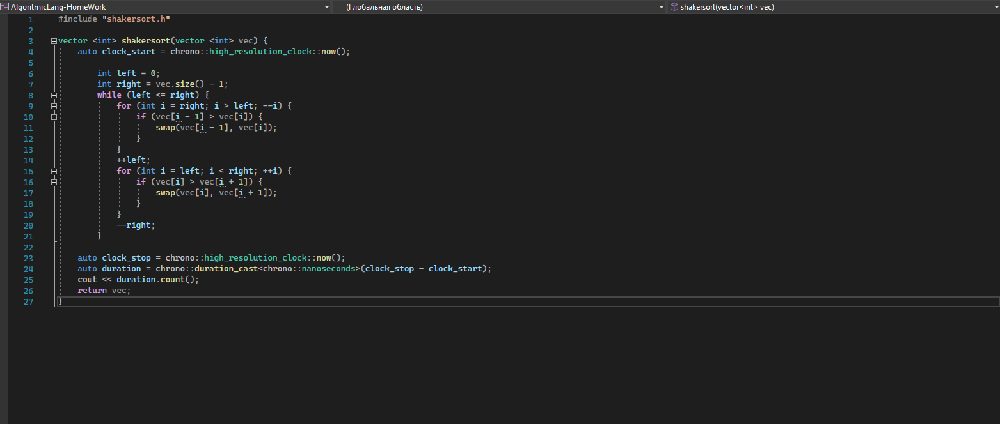 AlgoritmicLang-HomeWork (Глобальная область) shakersort(vector<int> vec)
1 #include "shakersort.h"
2
3 vector <int> shakersort(vector <int> vec) {
4 auto clock_start = chrono::high_resolution_clock::now();
5
6 int left = 0;
7 int right = vec.size() - 1;
8 while (left <= right) {
9 for (int i = right; i > left; --i) {
10 if (vec[i - 1] > vec[i]) {
11 swap(vec[i - 1], vec[i]);
12 }
13 }
14 ++left;
15 for (int i = left; i < right; ++i) {
16 if (vec[i] > vec[i + 1]) {
17 swap(vec[i], vec[i + 1]);
18 }
19 }
20 --right;
21 }
22
23 auto clock_stop = chrono::high_resolution_clock::now();
24 auto duration = chrono::duration_cast<chrono::nanoseconds>(clock_stop - clock_start);
25 cout << duration.count();
26 return vec;
27 }